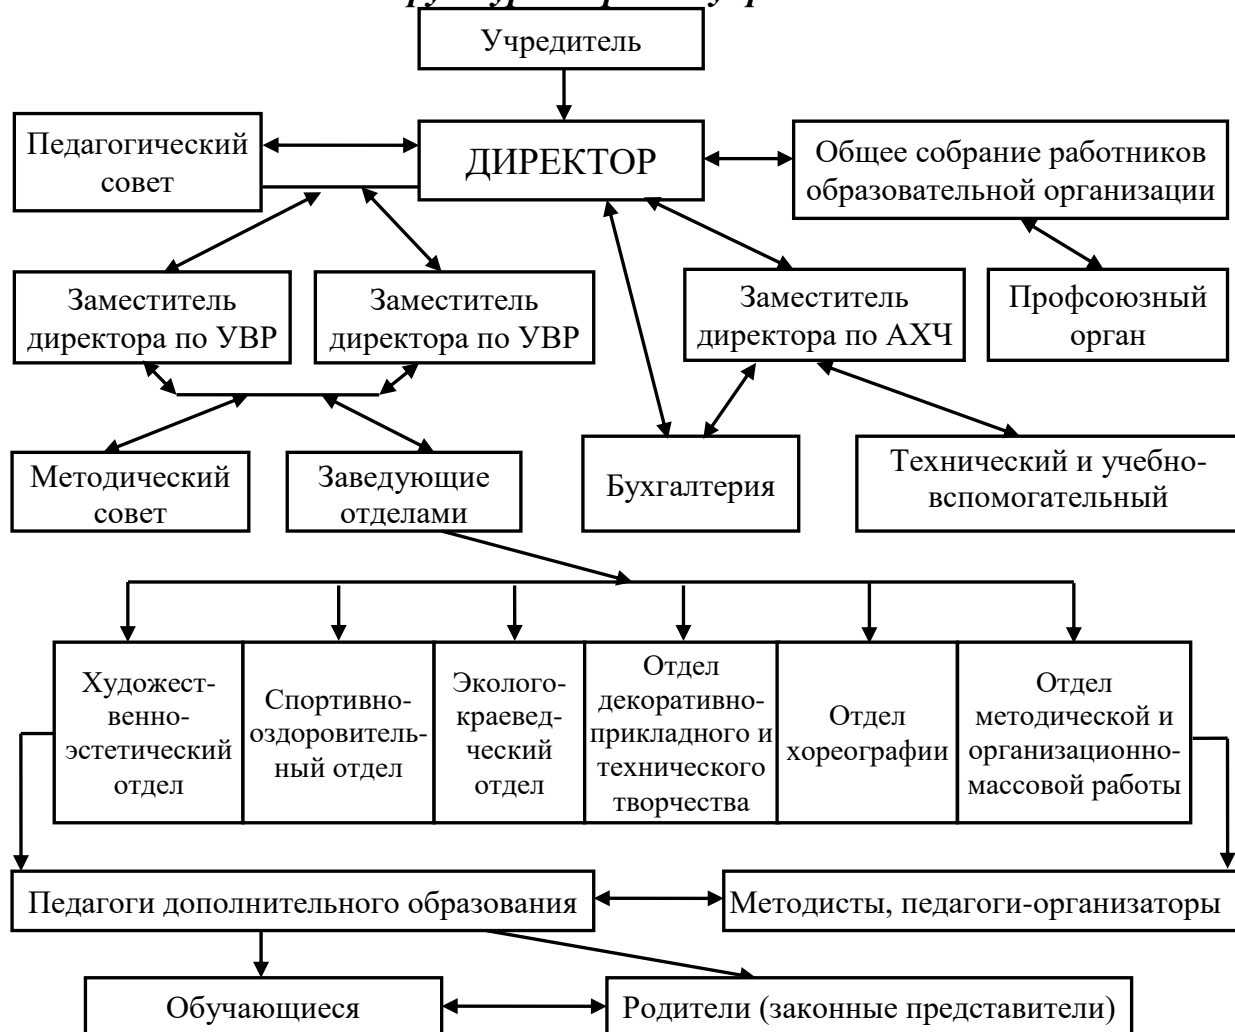 Учредитель
Педагогический
совет
ДИРЕКТОР
Общее собрание работников
образовательной организации
Заместитель
директора по УВР
Заместитель
директора по УВР
Заместитель
директора по АХЧ
Профсоюзный
орган
Методический
совет
Заведующие
отделами
Бухгалтерия
Технический и учебно-
вспомогательный
Художест-
венно-
эстетический
отдел
Спортивно-
оздоровитель-
ный отдел
Эколого-
краевед-
ческий
отдел
Отдел
декоративно-
прикладного и
технического
творчества
Отдел
хореографии
Отдел
методической и
организационно-
массовой работы
Педагоги дополнительного образования
Методисты, педагоги-организаторы
Обучающиеся
Родители (законные представители)